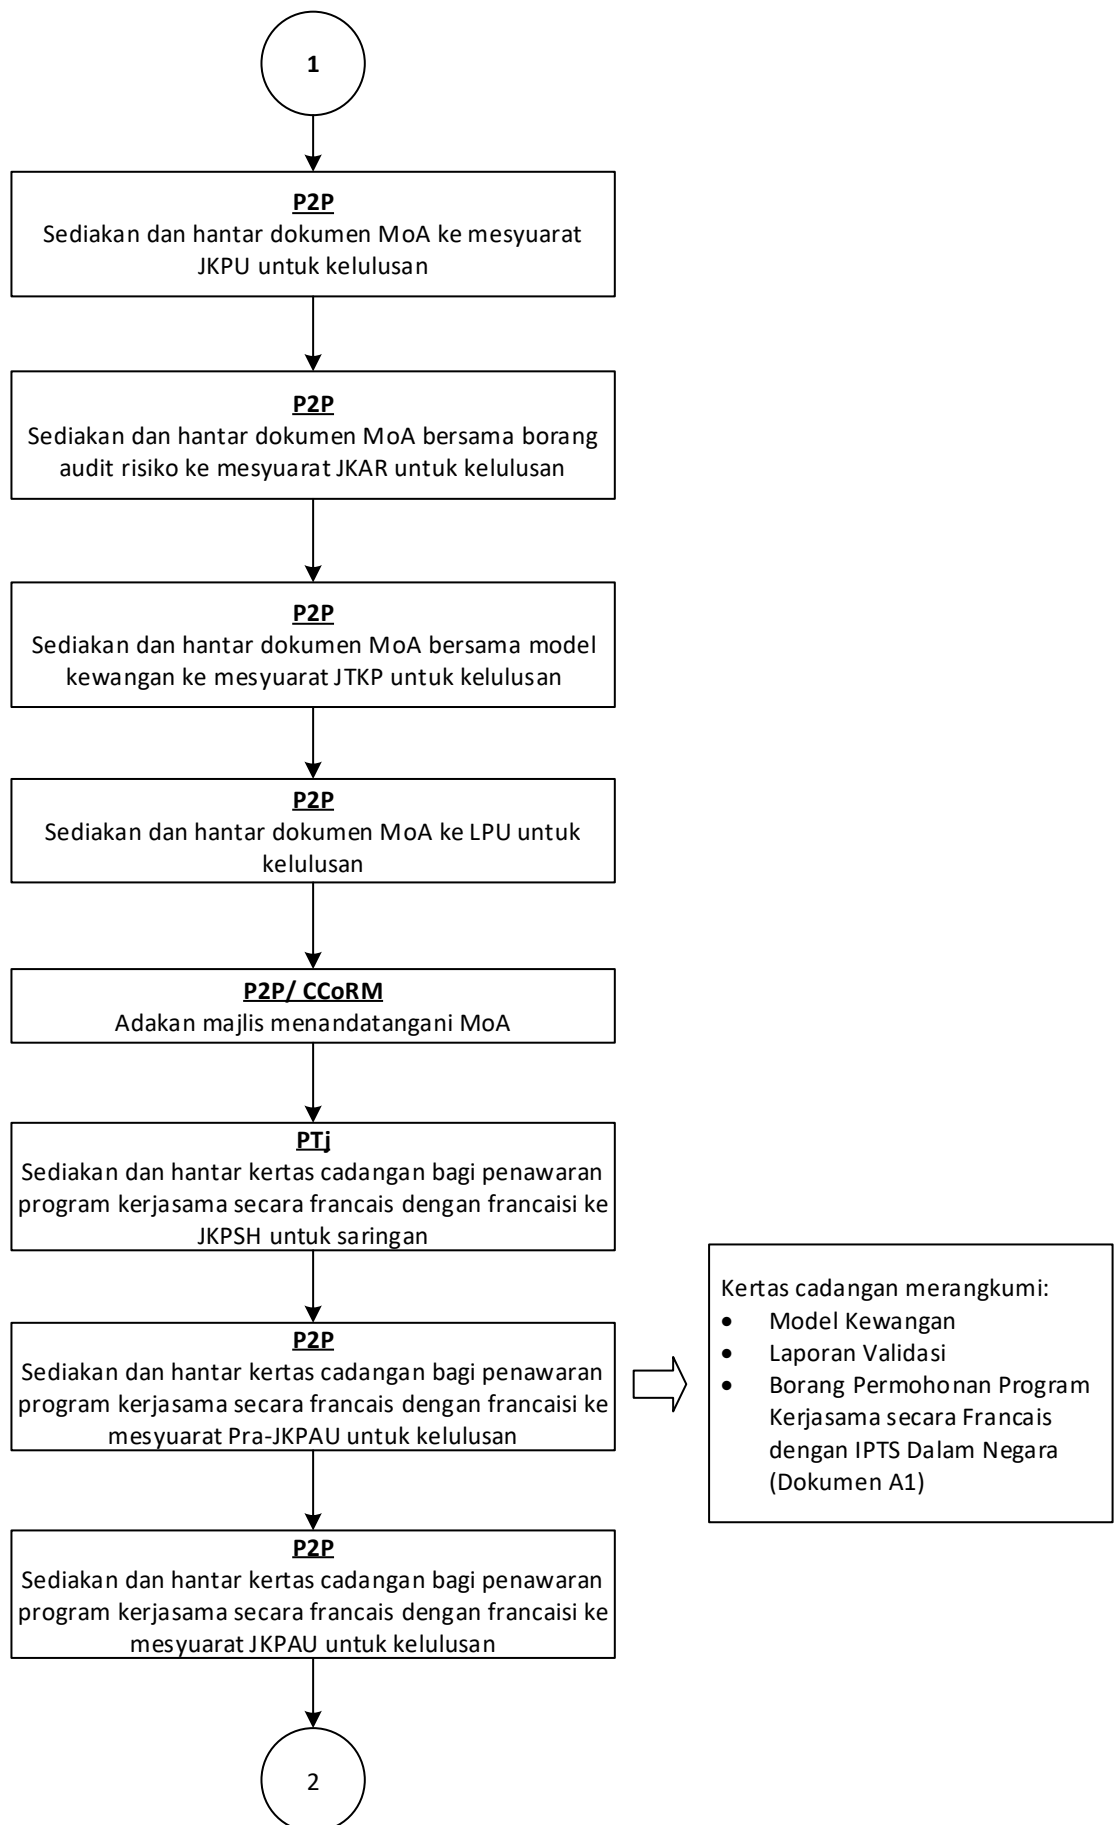 1
P2P
Sediakan dan hantar dokumen MoA ke mesyuarat
JKPU untuk kelulusan
P2P
Sediakan dan hantar dokumen MoA bersama borang
audit risiko ke mesyuarat JKAR untuk kelulusan
P2P
Sediakan dan hantar dokumen MoA bersama model
kewangan ke mesyuarat JTKP untuk kelulusan
P2P
Sediakan dan hantar dokumen MoA ke LPU untuk
kelulusan
P2P/ CCoRM
Adakan majlis menandatangani MoA
PTj
Sediakan dan hantar kertas cadangan bagi penawaran
program kerjasama secara francais dengan francaisi ke
JKPSH untuk saringan
P2P
Sediakan dan hantar kertas cadangan bagi penawaran
program kerjasama secara francais dengan francaisi ke
mesyuarat Pra-JKPAU untuk kelulusan
Kertas cadangan merangkumi:
• Model Kewangan
• Laporan Validasi
• Borang Permohonan Program
Kerjasama secara Francais
dengan IPTS Dalam Negara
(Dokumen A1)
P2P
Sediakan dan hantar kertas cadangan bagi penawaran
program kerjasama secara francais dengan francaisi ke
mesyuarat JKPAU untuk kelulusan
2